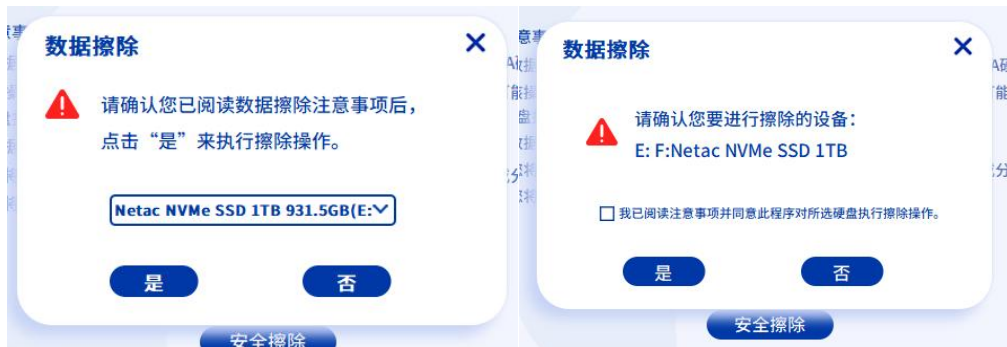 数据擦除
请确认您已阅读数据擦除注意事项后，
点击“是”来执行擦除操作。
Netac NVMe SSD 1TB 931.5GB(E:
是
否
安全擦除
数据擦除
请确认您要进行擦除的设备：
E: F:Netac NVMe SSD 1TB
我已阅读注意事项并同意此程序对所选硬盘执行擦除操作。
是
否
安全擦除